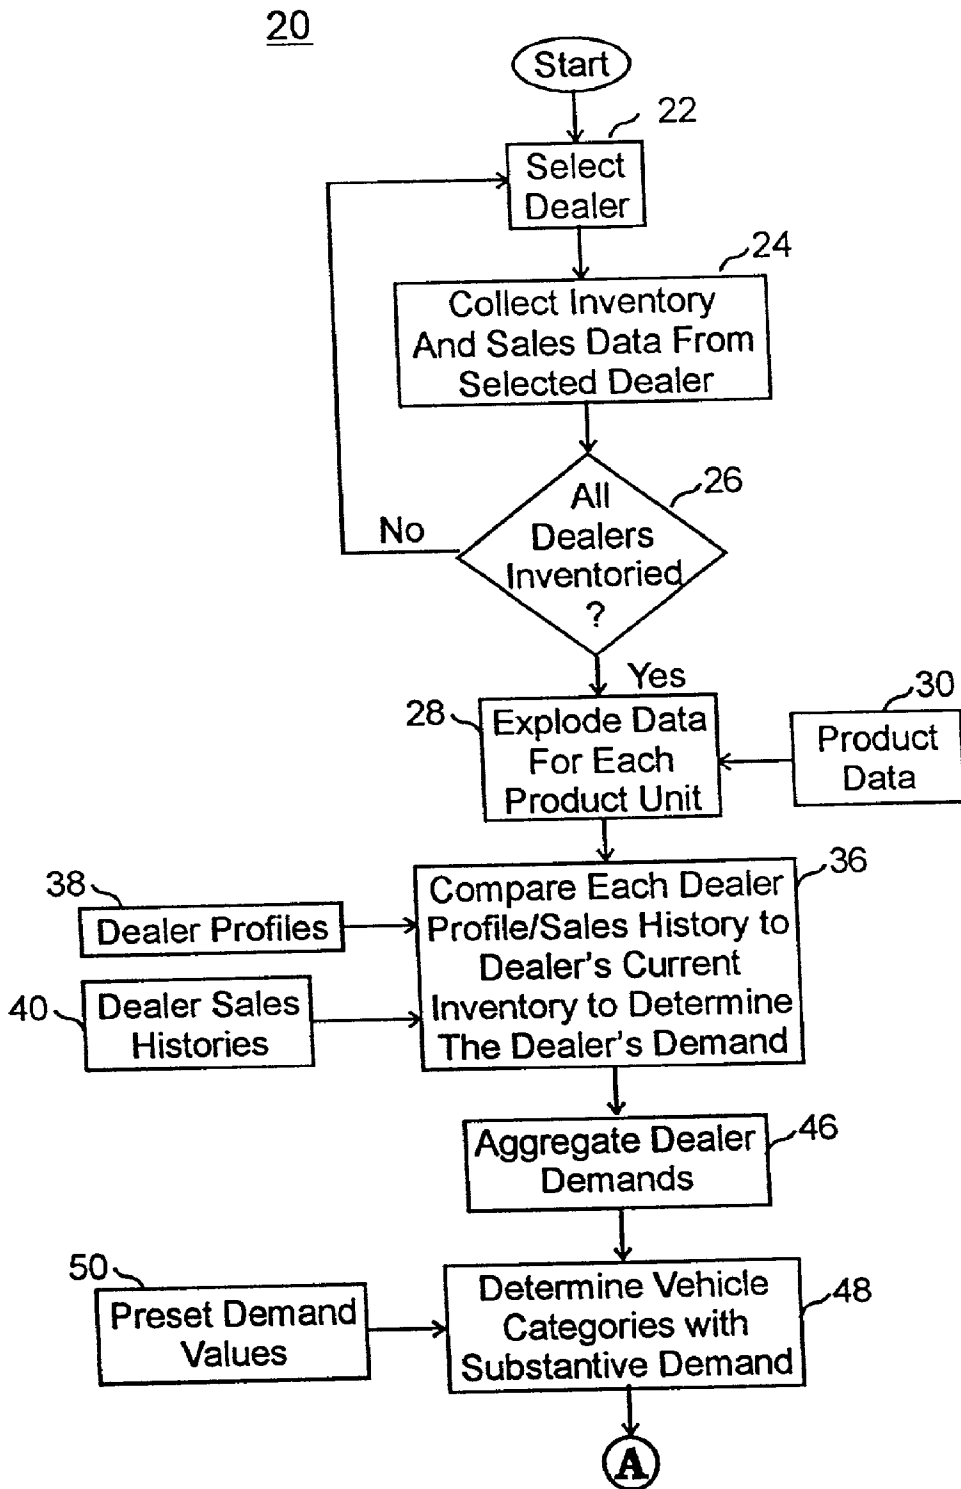 20
Start
22
Select
Dealer
24
Collect Inventory
And Sales Data From
Selected Dealer
26
All
Dealers
Inventoried
?
No
Yes
28
Explode Data
For Each
Product Unit
30
Product
Data
36
Compare Each Dealer
Profile/Sales History to
Dealer's Current
Inventory to Determine
The Dealer's Demand
38
Dealer Profiles
40
Dealer Sales
Histories
46
Aggregate Dealer
Demands
50
Preset Demand
Values
48
Determine Vehicle
Categories with
Substantive Demand
A